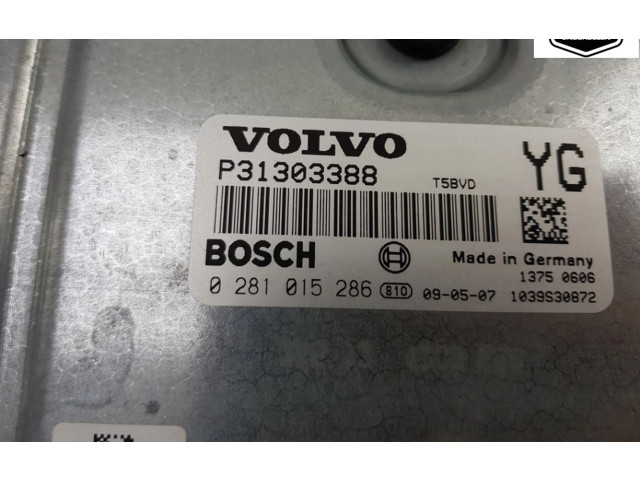 VOLVO
P31303388 T5BVD YG
BOSCH Made in Germany
1375 0606
0 281 015 286 810 09-05-07 1039S30872